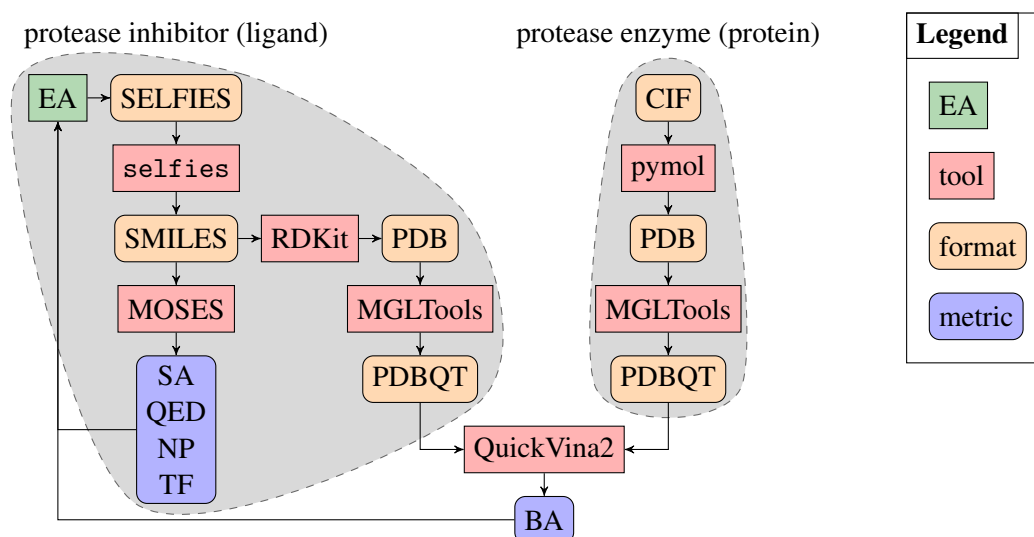 protease inhibitor (ligand)
protease enzyme (protein)
Legend
EA
SELFIES
CIF
EA
selfies
pymol
tool
SMILES
RDKit
PDB
PDB
format
MOSES
MGLTools
MGLTools
metric
SA
QED
NP
TF
PDBQT
PDBQT
QuickVina2
BA